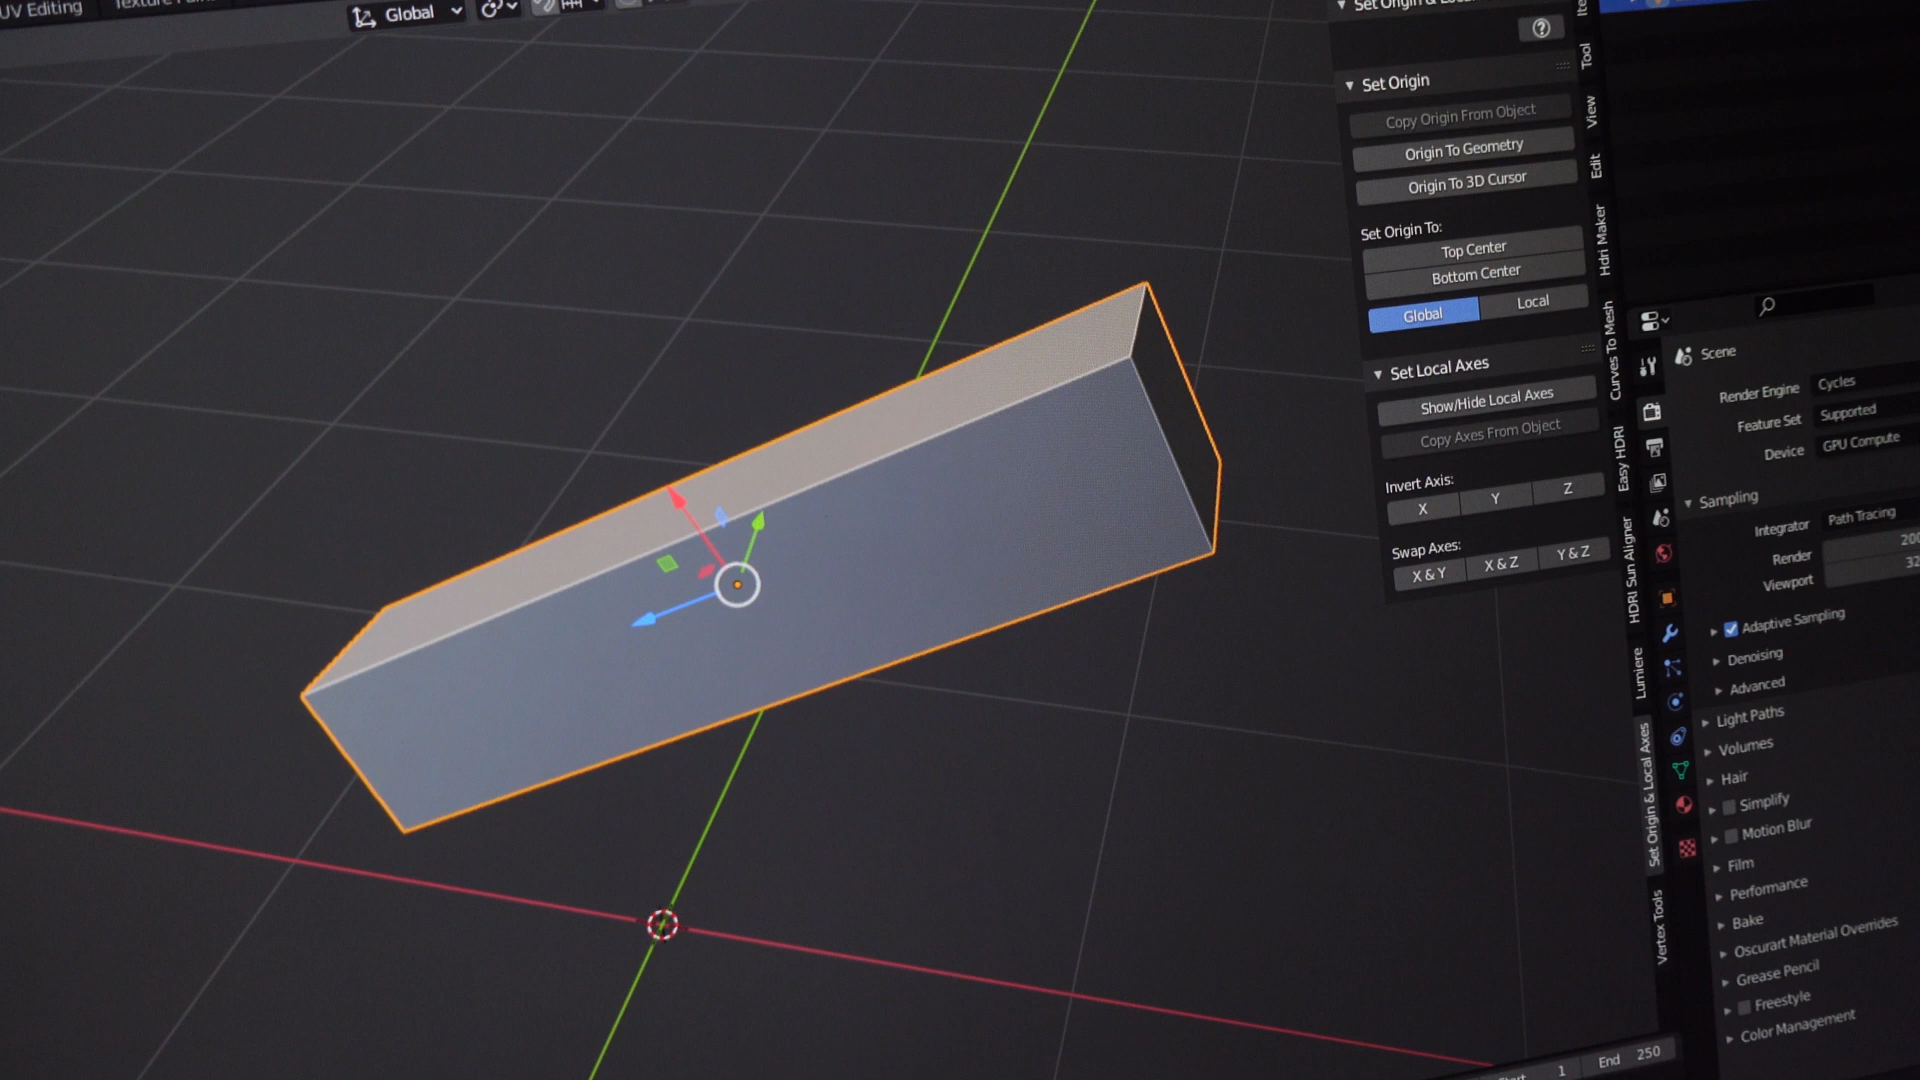 UV Editing
Global
Set Origin
Copy Origin From Object
Origin To Geometry
Origin To 3D Cursor
Set Origin To:
Top Center
Bottom Center
Global
Local
Set Local Axes
Show/Hide Local Axes
Copy Axes From Object
Invert Axis:
X
Y
Z
Swap Axes:
X & Y
X & Z
Y & Z
Tool
View
Edit
Hdri Maker
Curves To Mesh
Easy HDRI
HDRI Sun Aligner
Lumiere
Set Origin & Local Axes
Vertex Tools
Scene
Render Engine
Cycles
Feature Set
Supported
Device
GPU Compute
Sampling
Integrator
Path Tracing
Render
Viewport
Adaptive Sampling
Denoising
Advanced
Light Paths
Volumes
Hair
Simplify
Motion Blur
Film
Performance
Bake
Oscurart Material Overrides
Grease Pencil
Freestyle
Color Management
1
End 250